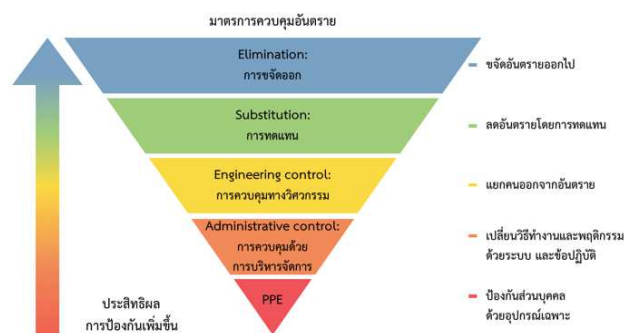 มาตรการควบคุมอันตราย
Elimination:
การขจัดออก
ขจัดอันตรายออกไป
Substitution:
การทดแทน
ลดอันตรายโดยการทดแทน
Engineering control:
การควบคุมทางวิศวกรรม
แยกคนออกจากอันตราย
Administrative control:
การควบคุมด้วย
การบริหารจัดการ
เปลี่ยนวิธีทำงานและพฤติกรรม
ด้วยระบบ และข้อปฏิบัติ
PPE
ป้องกันส่วนบุคคล
ด้วยอุปกรณ์เฉพาะ
ประสิทธิผล
การป้องกันเพิ่มขึ้น